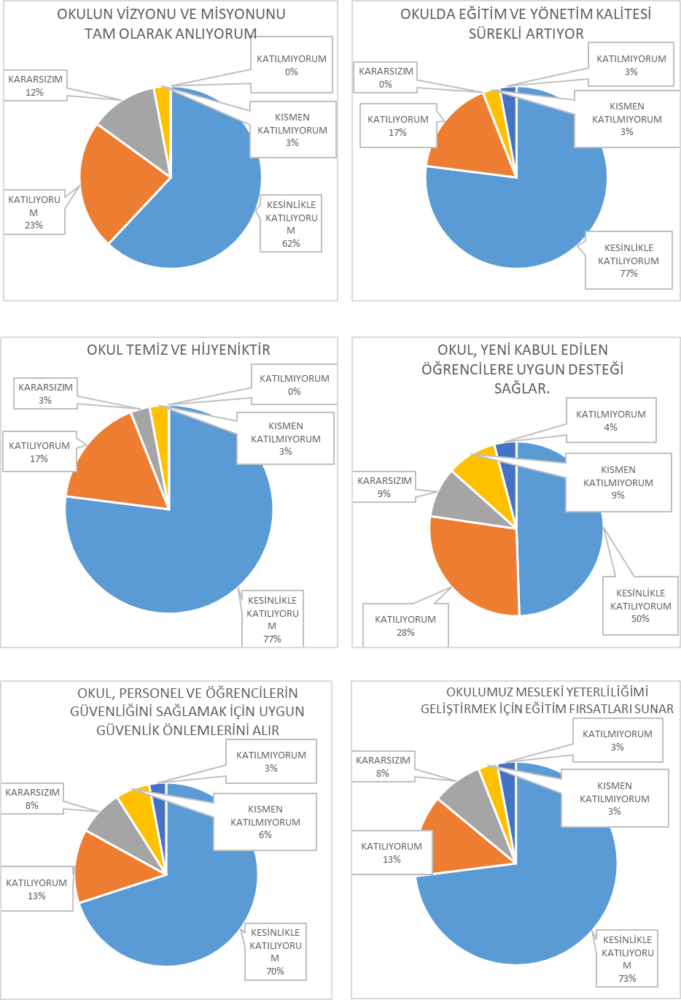 OKULUN VİZYONU VE MİSYONUNU
TAM OLARAK ANLIYORUM
KATILMIYORUM
0%
KARARSIZIM
12%
KISMEN
KATILMIYORUM
3%
KATILIYORU
M
23%
KESİNLİKLE
KATILIYORU
M
62%
OKULDA EĞİTİM VE YÖNETİM KALİTESİ
SÜREKLİ ARTIYOR
KATILMIYORUM
3%
KARARSIZIM
0%
KISMEN
KATILMIYORUM
3%
KATILIYORUM
17%
KESİNLİKLE
KATILIYORUM
77%
OKUL TEMİZ VE HİJYENİKTİR
KATILMIYORUM
0%
KARARSIZIM
3%
KISMEN
KATILMIYORUM
3%
KATILIYORUM
17%
KESİNLİKLE
KATILIYORU
M
77%
OKUL, YENİ KABUL EDİLEN
ÖĞRENCİLERE UYGUN DESTEĞİ
SAĞLAR.
KATILMIYORUM
4%
KISMEN
KATILMIYORUM
9%
KARARSIZIM
9%
KESİNLİKLE
KATILIYORUM
50%
KATILIYORUM
28%
OKUL, PERSONEL VE ÖĞRENCİLERİN
GÜVENLİĞİNİ SAĞLAMAK İÇİN UYGUN
GÜVENLİK ÖNLEMLERİNİ ALIR
KATILMIYORUM
3%
KARARSIZIM
8%
KISMEN
KATILMIYORUM
6%
KATILIYORUM
13%
KESİNLİKLE
KATILIYORU
M
70%
OKULUMUZ MESLEKİ YETERLİLİĞİMİ
GELİŞTİRMEK İÇİN EĞİTİM FIRSATLARI SUNAR
KATILMIYORUM
3%
KARARSIZIM
8%
KISMEN
KATILMIYORUM
3%
KATILIYORUM
13%
KESİNLİKLE
KATILIYORU
M
73%